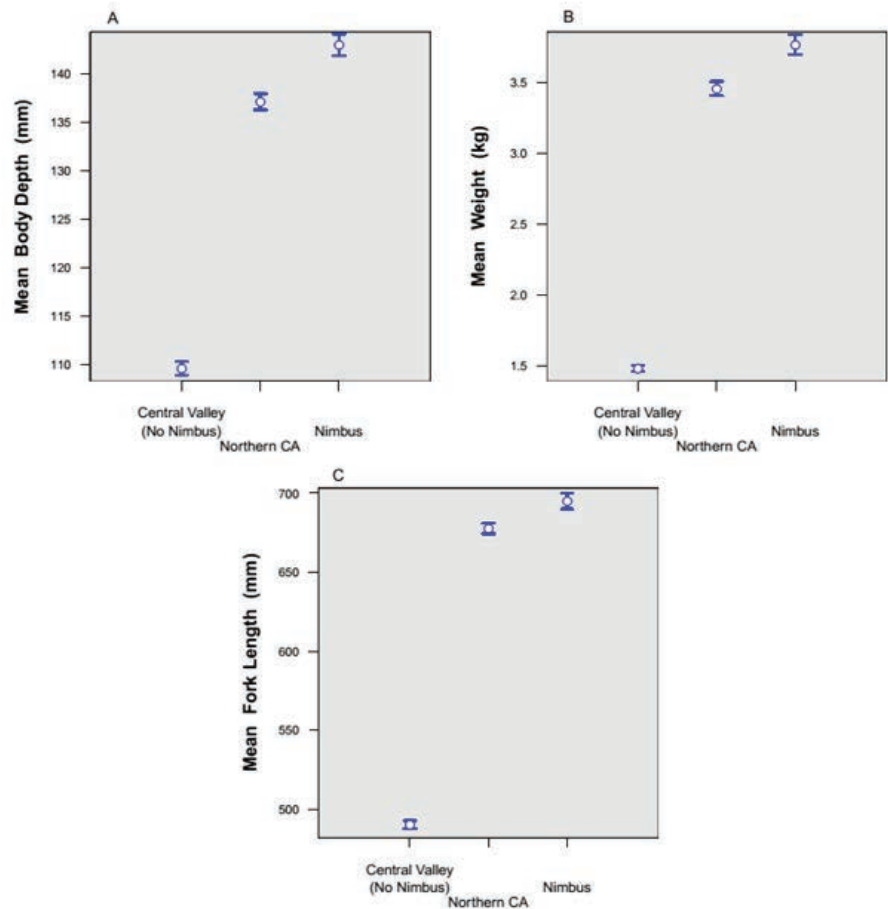 A
Mean Body Depth (mm)
140
135
130
125
120
115
110
Central Valley
(No Nimbus)
Northern CA
Nimbus
B
Mean Weight (kg)
3.5
3.0
2.5
2.0
1.5
Central Valley
(No Nimbus)
Northern CA
Nimbus
C
Mean Fork Length (mm)
700
650
600
550
500
Central Valley
(No Nimbus)
Northern CA
Nimbus